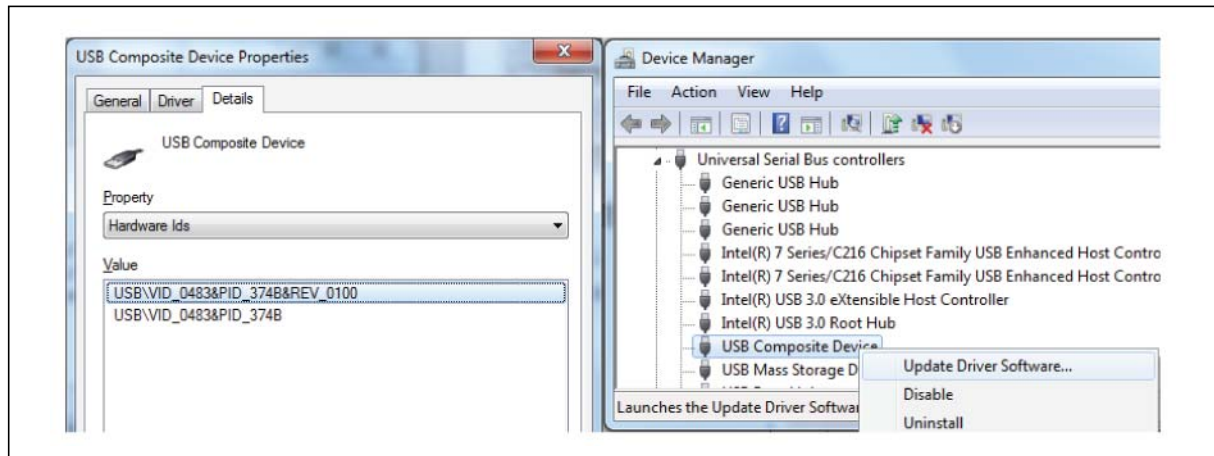 USB Composite Device Properties
General Driver Details
USB Composite Device
Property
Hardware Ids
Value
USB\VID_0483&PID_374B&REV_0100
USB\VID_0483&PID_374B
Device Manager
File Action View Help
Universal Serial Bus controllers
Generic USB Hub
Generic USB Hub
Generic USB Hub
Intel(R) 7 Series/C216 Chipset Family USB Enhanced Host Contro
Intel(R) 7 Series/C216 Chipset Family USB Enhanced Host Contro
Intel(R) USB 3.0 eXtensible Host Controller
Intel(R) USB 3.0 Root Hub
USB Composite Device
USB Mass Storage D
Launches the Update Driver Softwar
Update Driver Software...
Disable
Uninstall